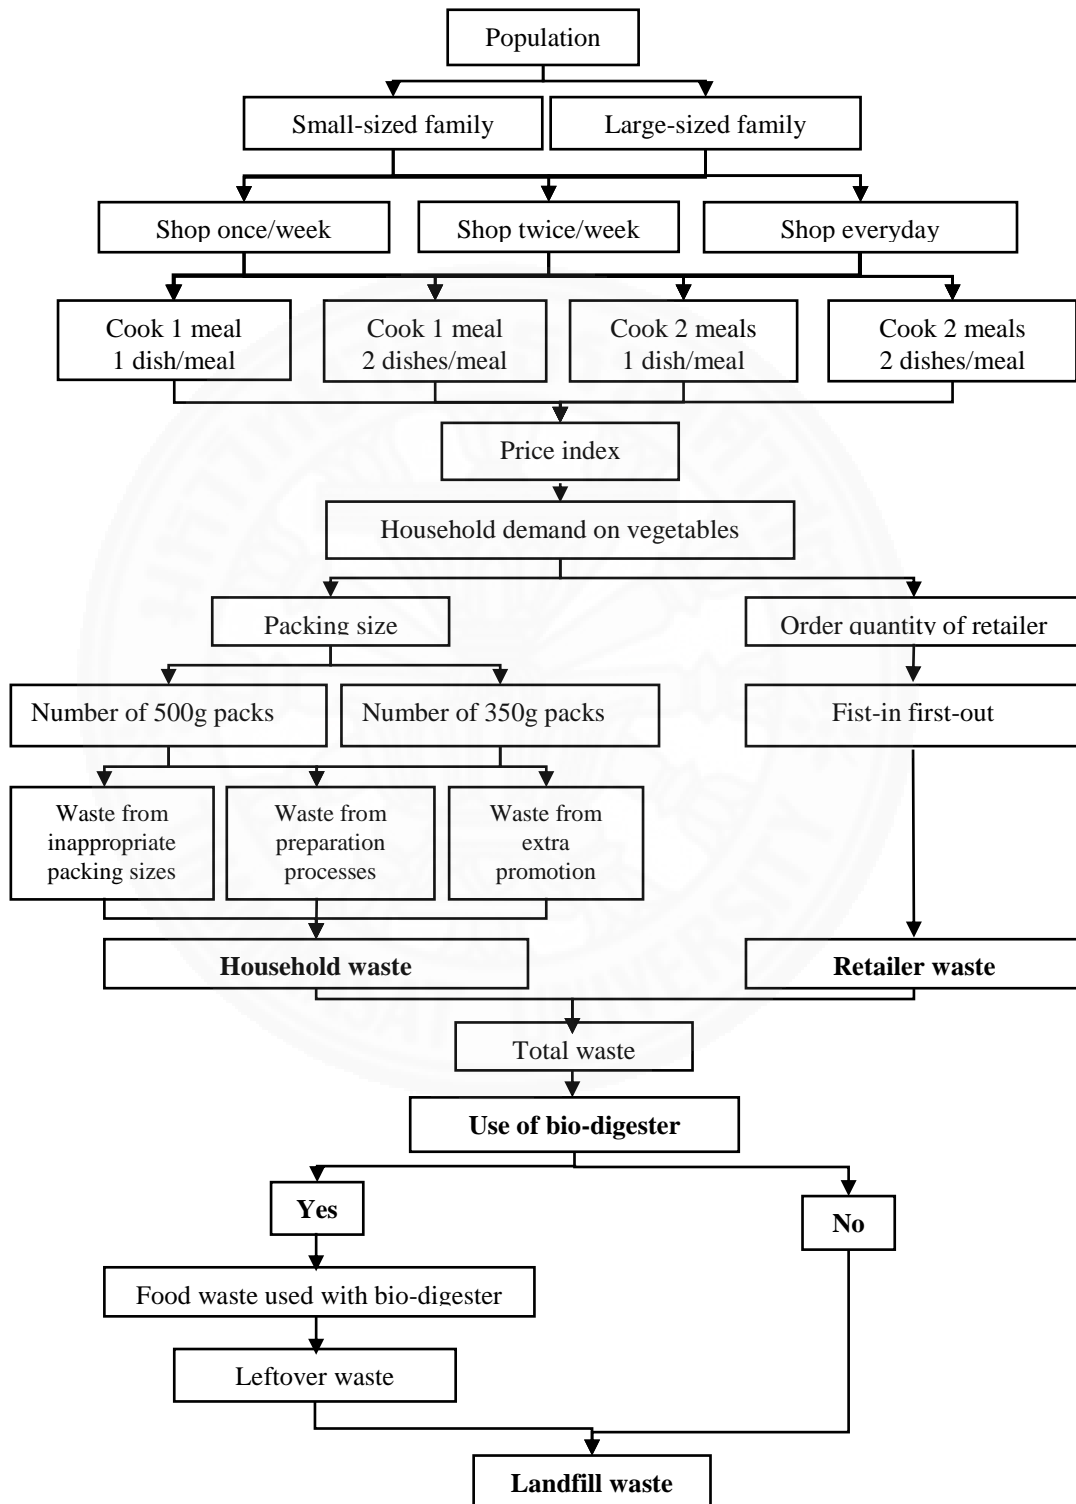 Population
Small-sized family
Large-sized family
Shop once/week
Shop twice/week
Shop everyday
Cook 1 meal
1 dish/meal
Cook 1 meal
2 dishes/meal
Cook 2 meals
1 dish/meal
Cook 2 meals
2 dishes/meal
Price index
Household demand on vegetables
Packing size
Order quantity of retailer
Number of 500g packs
Number of 350g packs
Fist-in first-out
Waste from
inappropriate
packing sizes
Waste from
preparation
processes
Waste from
extra
promotion
Household waste
Retailer waste
Total waste
Use of bio-digester
Yes
No
Food waste used with bio-digester
Leftover waste
Landfill waste